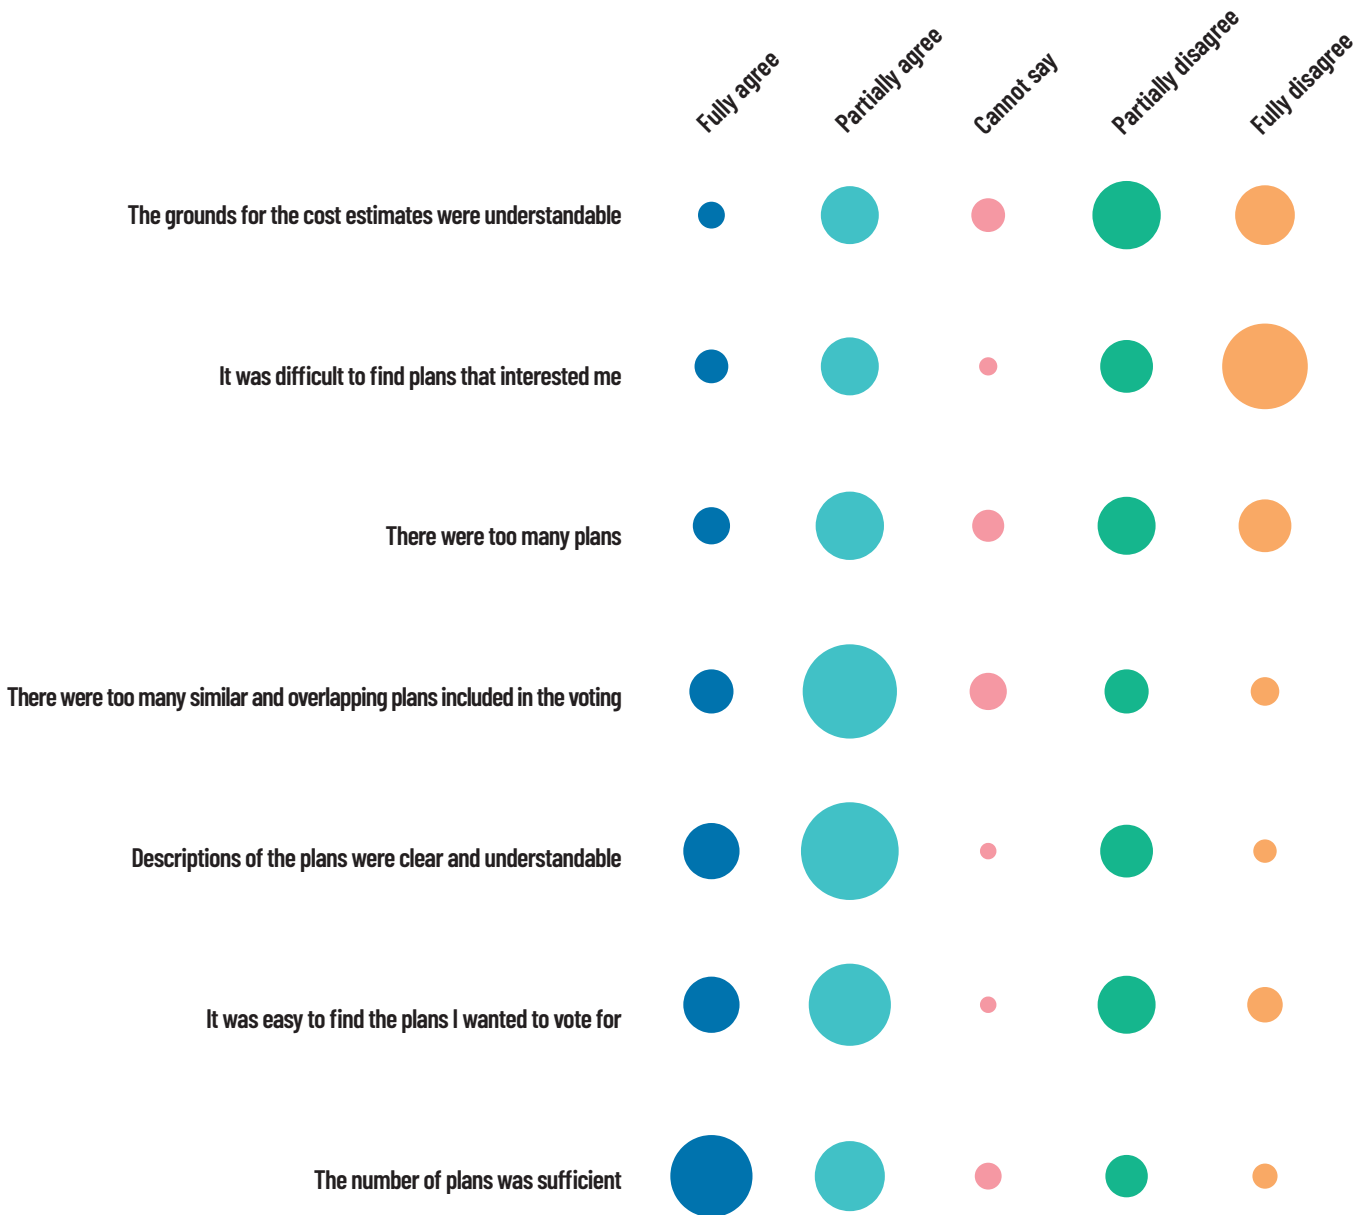 Fully agree
Partially agree
Cannot say
Partially disagree
Fully disagree
The grounds for the cost estimates were understandable
It was difficult to find plans that interested me
There were too many plans
There were too many similar and overlapping plans included in the voting
Descriptions of the plans were clear and understandable
It was easy to find the plans I wanted to vote for
The number of plans was sufficient